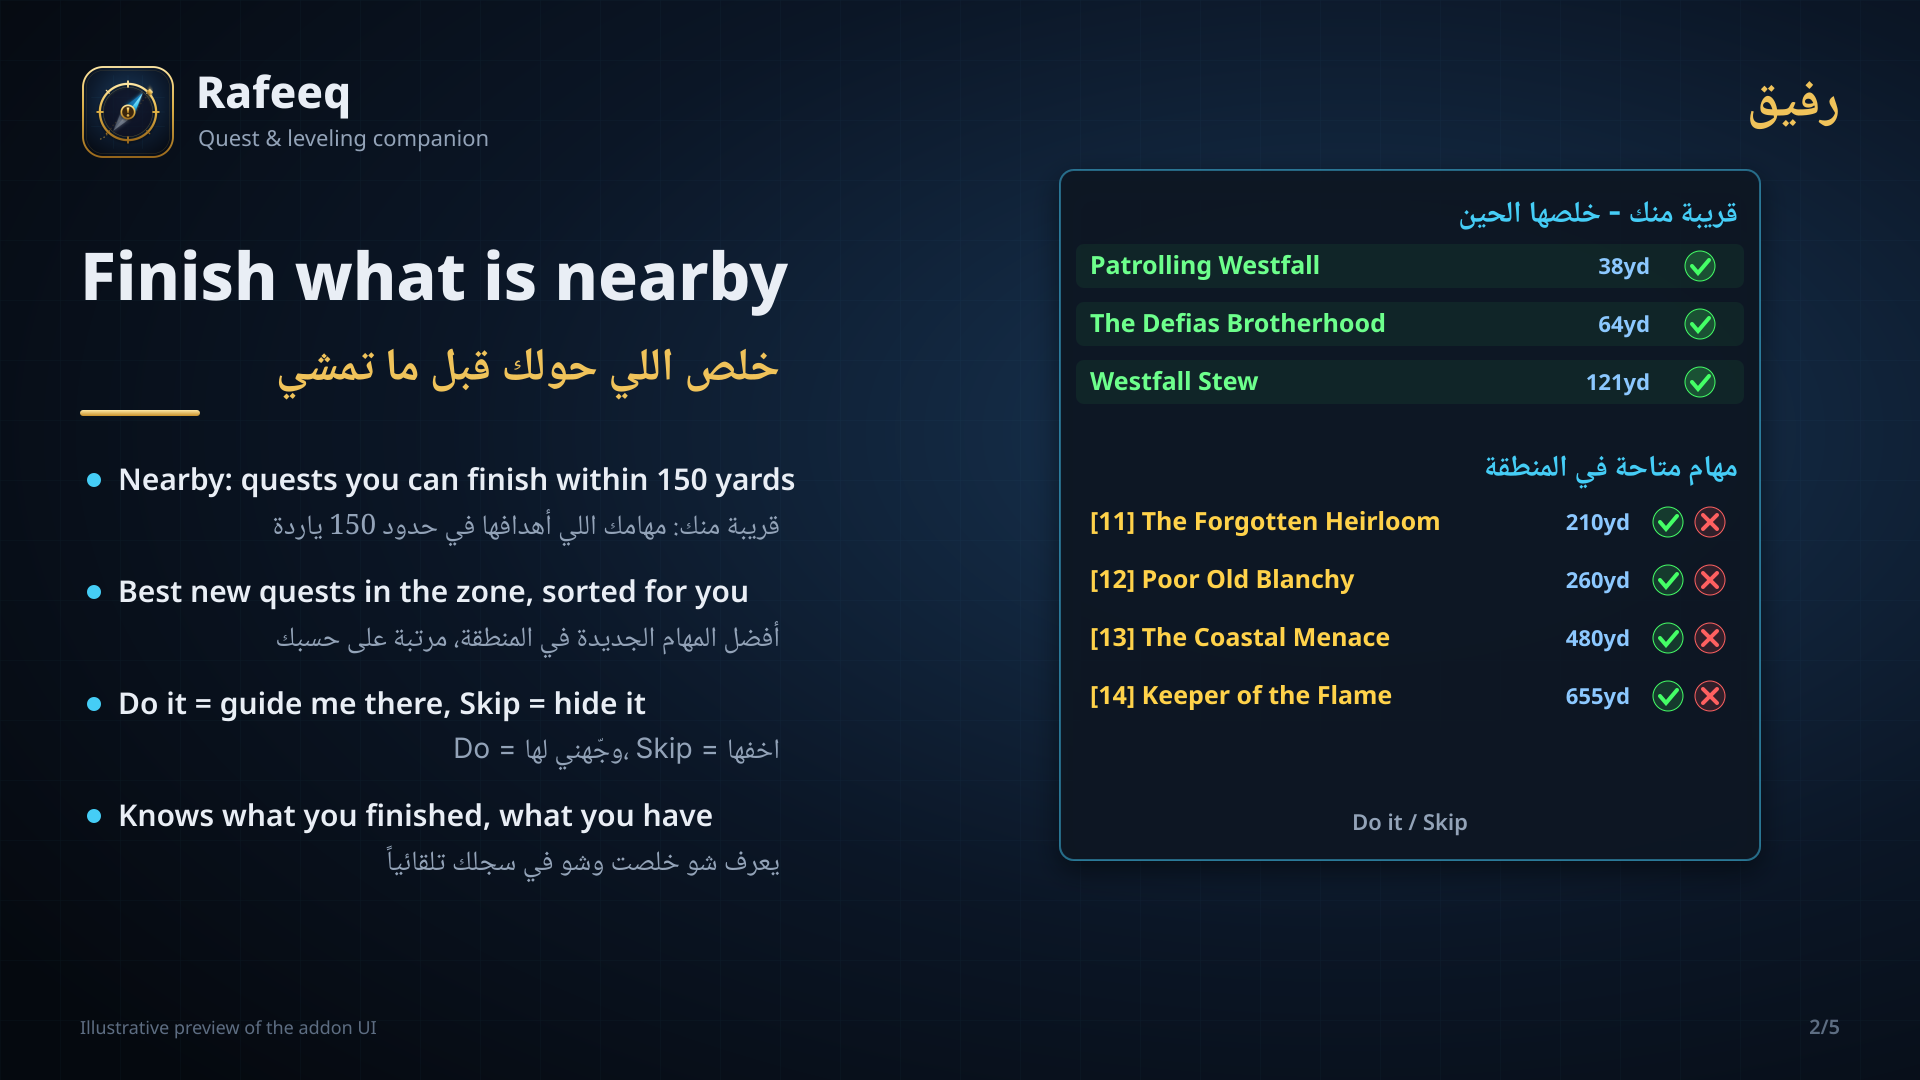 Rafeeq
Quest & leveling companion
رفيق
Finish what is nearby
خلص اللي حولك قبل ما تمشي
Nearby: quests you can finish within 150 yards
قريبة منك: مهامك اللي أهدافها في حدود 150 ياردة
Best new quests in the zone, sorted for you
أفضل المهام الجديدة في المنطقة، مرتبة على حسبك
Do it = guide me there, Skip = hide it
Do = وجّهني لها، Skip = اخفها
Knows what you finished, what you have
يعرف شو خلصت وشو في سجلك تلقائياً
قريبة منك - خلصها الحين
Patrolling Westfall 38yd
The Defias Brotherhood 64yd
Westfall Stew 121yd
مهام متاحة في المنطقة
[11] The Forgotten Heirloom 210yd
[12] Poor Old Blanchy 260yd
[13] The Coastal Menace 480yd
[14] Keeper of the Flame 655yd
Do it / Skip
Illustrative preview of the addon UI
2/5